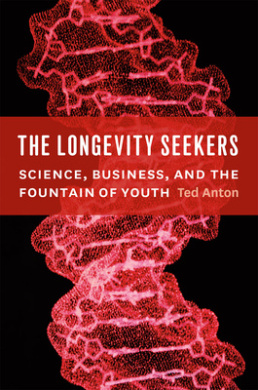 THE LONGEVITY SEEKERS
SCIENCE, BUSINESS, AND THE
FOUNTAIN OF YOUTH Ted Anton